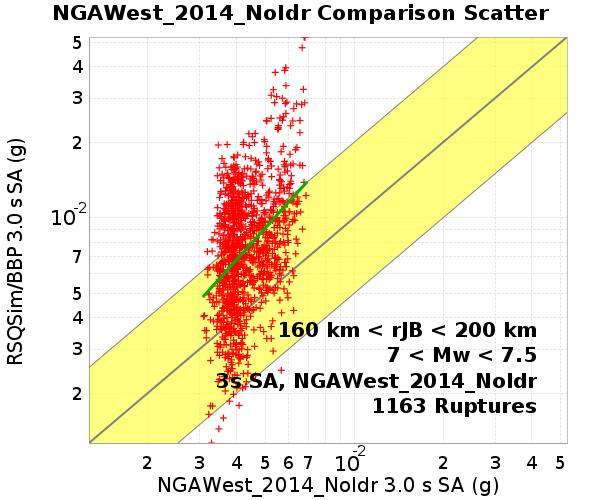 NGAWest_2014_NoIdr Comparison Scatter
RSQSim/BBP 3.0 s SA (g)
5
4
3
2
10-2
7
5
4
3
2
160 km < rJB < 200 km
7 < Mw < 7.5
3s SA, NGAWest_2014_NoIdr
1163 Ruptures
2 3 4 5 6 7 10-2 2 3 4 5
NGAWest_2014_NoIdr 3.0 s SA (g)